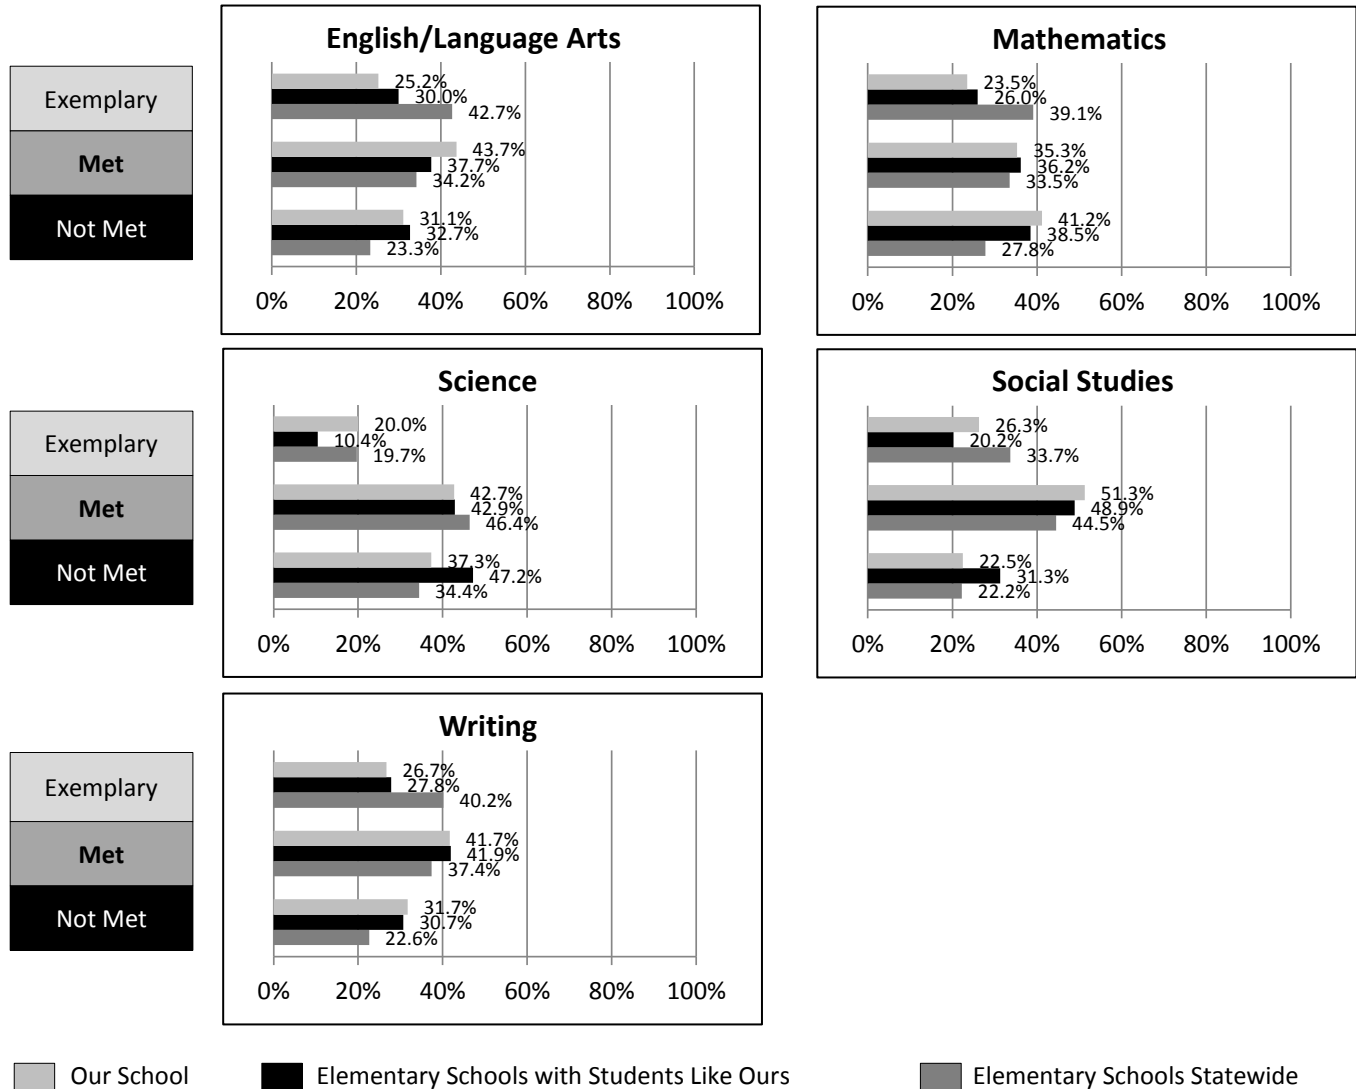 English/Language Arts
Exemplary
Met
Not Met
25.2%
30.0%
42.7%
43.7%
37.7%
34.2%
31.1%
32.7%
23.3%
0% 20% 40% 60% 80% 100%
Mathematics
23.5%
26.0%
39.1%
35.3%
36.2%
33.5%
41.2%
38.5%
27.8%
0% 20% 40% 60% 80% 100%
Science
Exemplary
Met
Not Met
20.0%
10.4%
19.7%
42.7%
42.9%
46.4%
37.3%
47.2%
34.4%
0% 20% 40% 60% 80% 100%
Social Studies
26.3%
20.2%
33.7%
51.3%
48.9%
44.5%
22.5%
31.3%
22.2%
0% 20% 40% 60% 80% 100%
Writing
Exemplary
Met
Not Met
26.7%
27.8%
40.2%
41.7%
41.9%
37.4%
31.7%
30.7%
22.6%
0% 20% 40% 60% 80% 100%
Our School Elementary Schools with Students Like Ours Elementary Schools Statewide